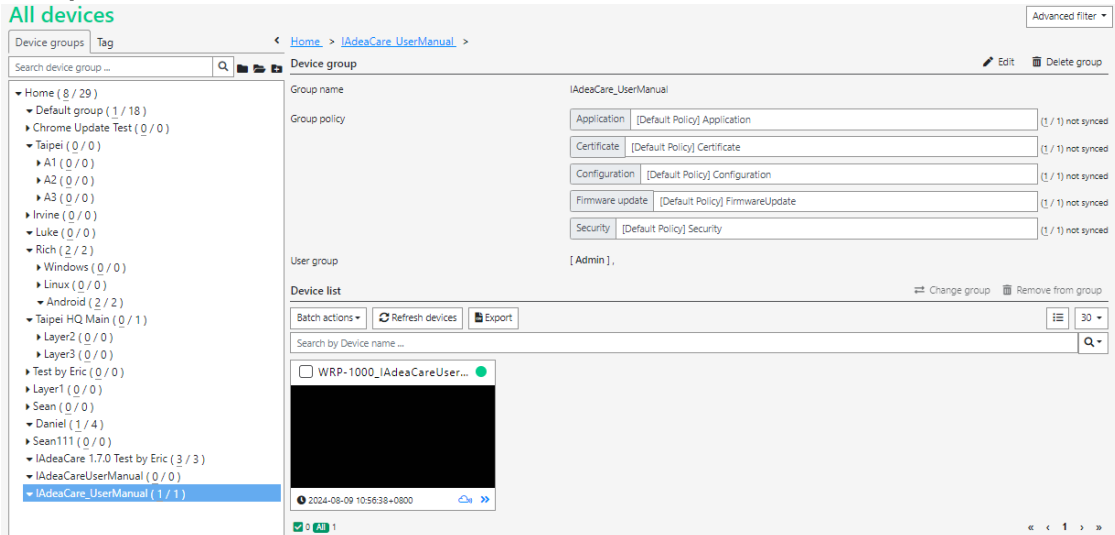 All devices
Advanced filter
Device groups Tag
Home > IAdeaCare_UserManual >
Search device group ...
Device group
Edit Delete group
Home ( 8 / 29 )
Default group ( 1 / 18 )
Chrome Update Test ( 0 / 0 )
Taipei ( 0 / 0 )
A1 ( 0 / 0 )
A2 ( 0 / 0 )
A3 ( 0 / 0 )
Irvine ( 0 / 0 )
Luke ( 0 / 0 )
Rich ( 2 / 2 )
Windows ( 0 / 0 )
Linux ( 0 / 0 )
Android ( 2 / 2 )
Taipei HQ Main ( 0 / 1 )
Layer2 ( 0 / 0 )
Layer3 ( 0 / 0 )
Test by Eric ( 0 / 0 )
Layer1 ( 0 / 0 )
Sean ( 0 / 0 )
Daniel ( 1 / 4 )
Sean111 ( 0 / 0 )
IAdeaCare 1.7.0 Test by Eric ( 3 / 3 )
IAdeaCareUserManual ( 0 / 0 )
IAdeaCare_UserManual ( 1 / 1 )
Group name IAdeaCare_UserManual
Group policy
Application [Default Policy] Application (1 / 1) not synced
Certificate [Default Policy] Certificate (1 / 1) not synced
Configuration [Default Policy] Configuration (1 / 1) not synced
Firmware update [Default Policy] FirmwareUpdate (1 / 1) not synced
Security [Default Policy] Security (1 / 1) not synced
User group [ Admin ] ,
Device list
Change group Remove from group
Batch actions Refresh devices Export 30
Search by Device name ...
WRP-1000_IAdeaCareUser...
2024-08-09 10:56:38+0800
0 All 1
« ‹ 1 › »